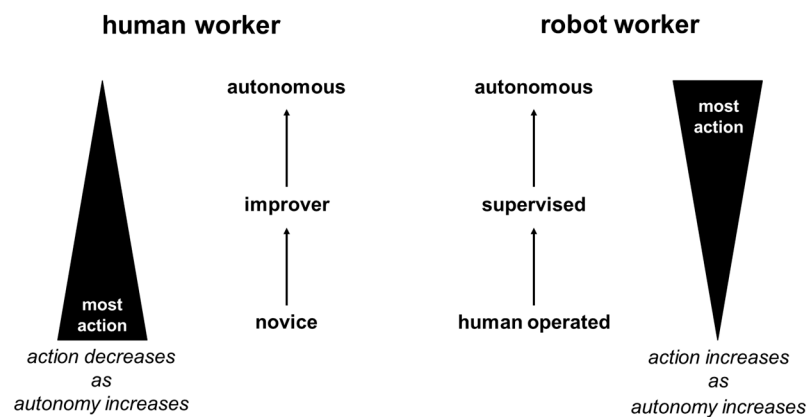 human worker
robot worker
autonomous
autonomous
most
action
improver
supervised
most
action
novice
human operated
action decreases
as
autonomy increases
action increases
as
autonomy increases